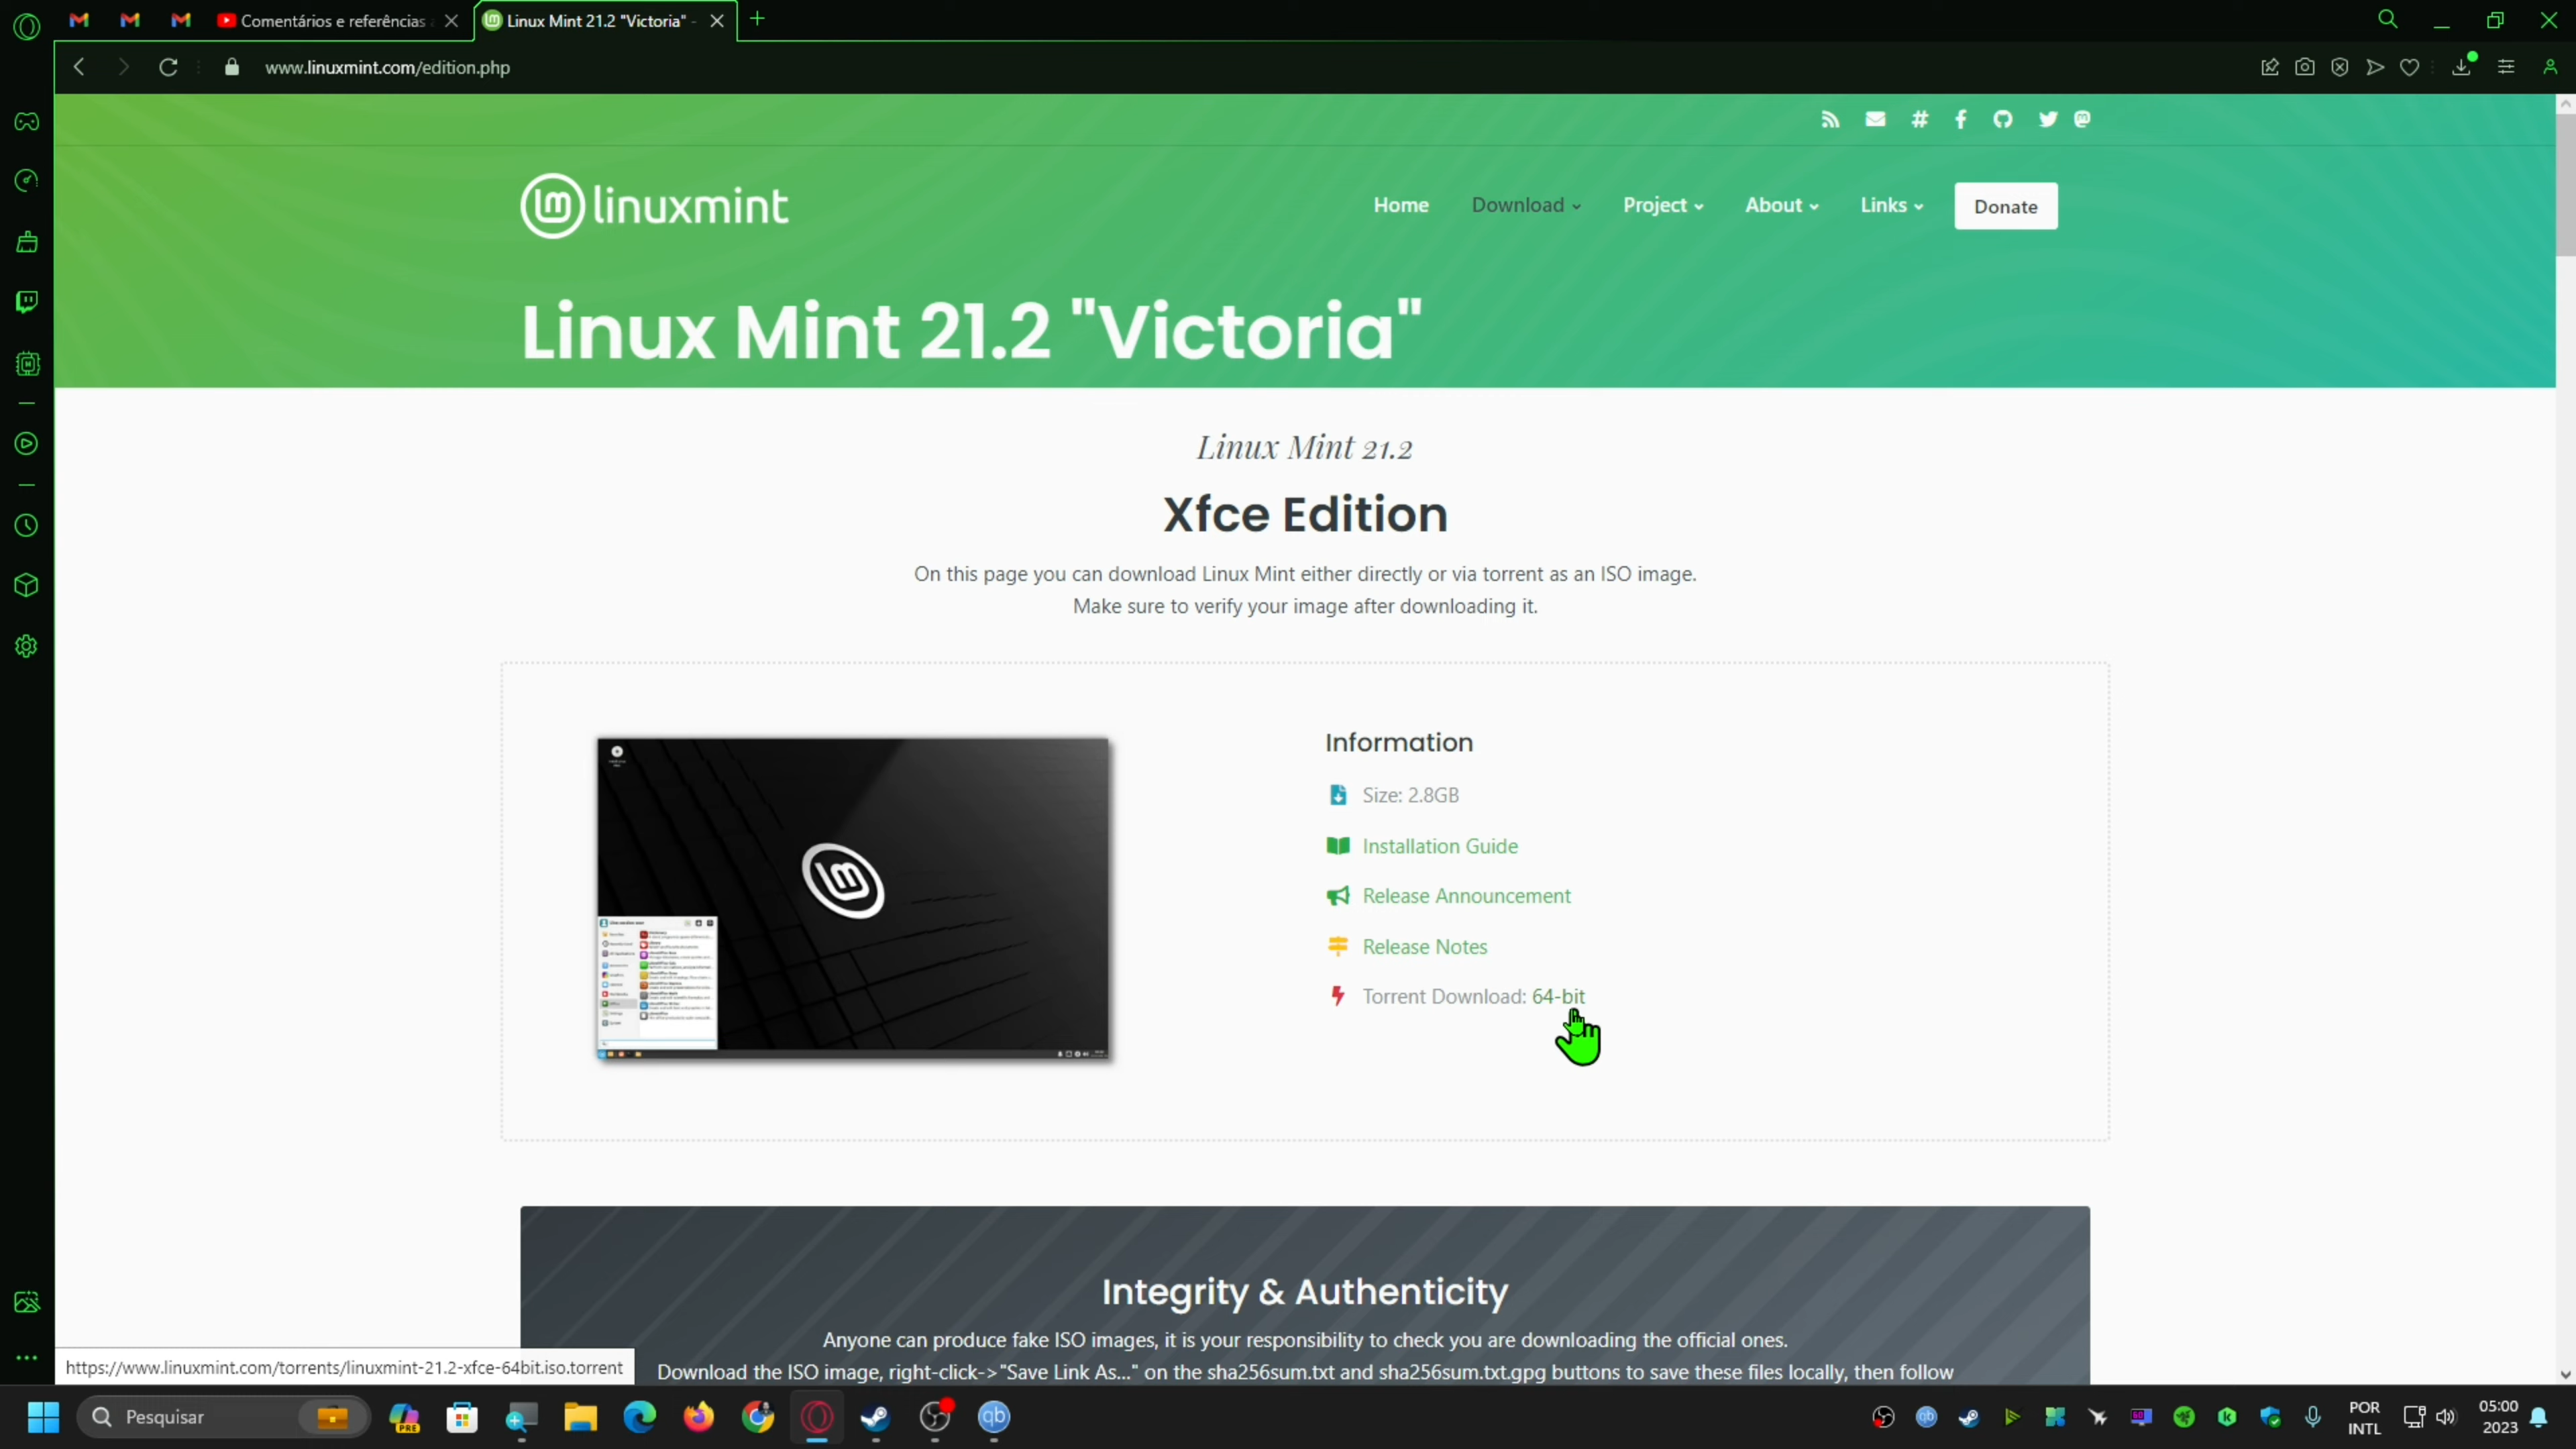 Comentários e referências
Linux Mint 21.2 "Victoria" -
www.linuxmint.com/edition.php
linuxmint
Home
Download
Project
About
Links
Donate
Linux Mint 21.2 "Victoria"
Linux Mint 21.2
Xfce Edition
On this page you can download Linux Mint either directly or via torrent as an ISO image.
Make sure to verify your image after downloading it.
Information
Size: 2.8GB
Installation Guide
Release Announcement
Release Notes
Torrent Download: 64-bit
Integrity & Authenticity
Anyone can produce fake ISO images, it is your responsibility to check you are downloading the official ones.
Download the ISO image, right-click->"Save Link As..." on the sha256sum.txt and sha256sum.txt.gpg buttons to save these files locally, then follow
https://www.linuxmint.com/torrents/linuxmint-21.2-xfce-64bit.iso.torrent
Pesquisar
PRE
qb
POR
INTL
05:00
2023